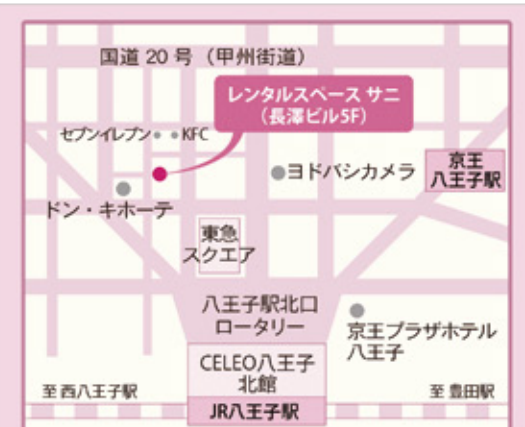 国道 20 号（甲州街道）
レンタルスペース サニ
（長澤ビル5F）
セブンイレブン
KFC
ヨドバシカメラ
京王
八王子駅
ドン・キホーテ
東急
スクエア
八王子駅北口
ロータリー
京王プラザホテル
八王子
CELEO八王子
北館
至 西八王子駅
至 豊田駅
JR八王子駅